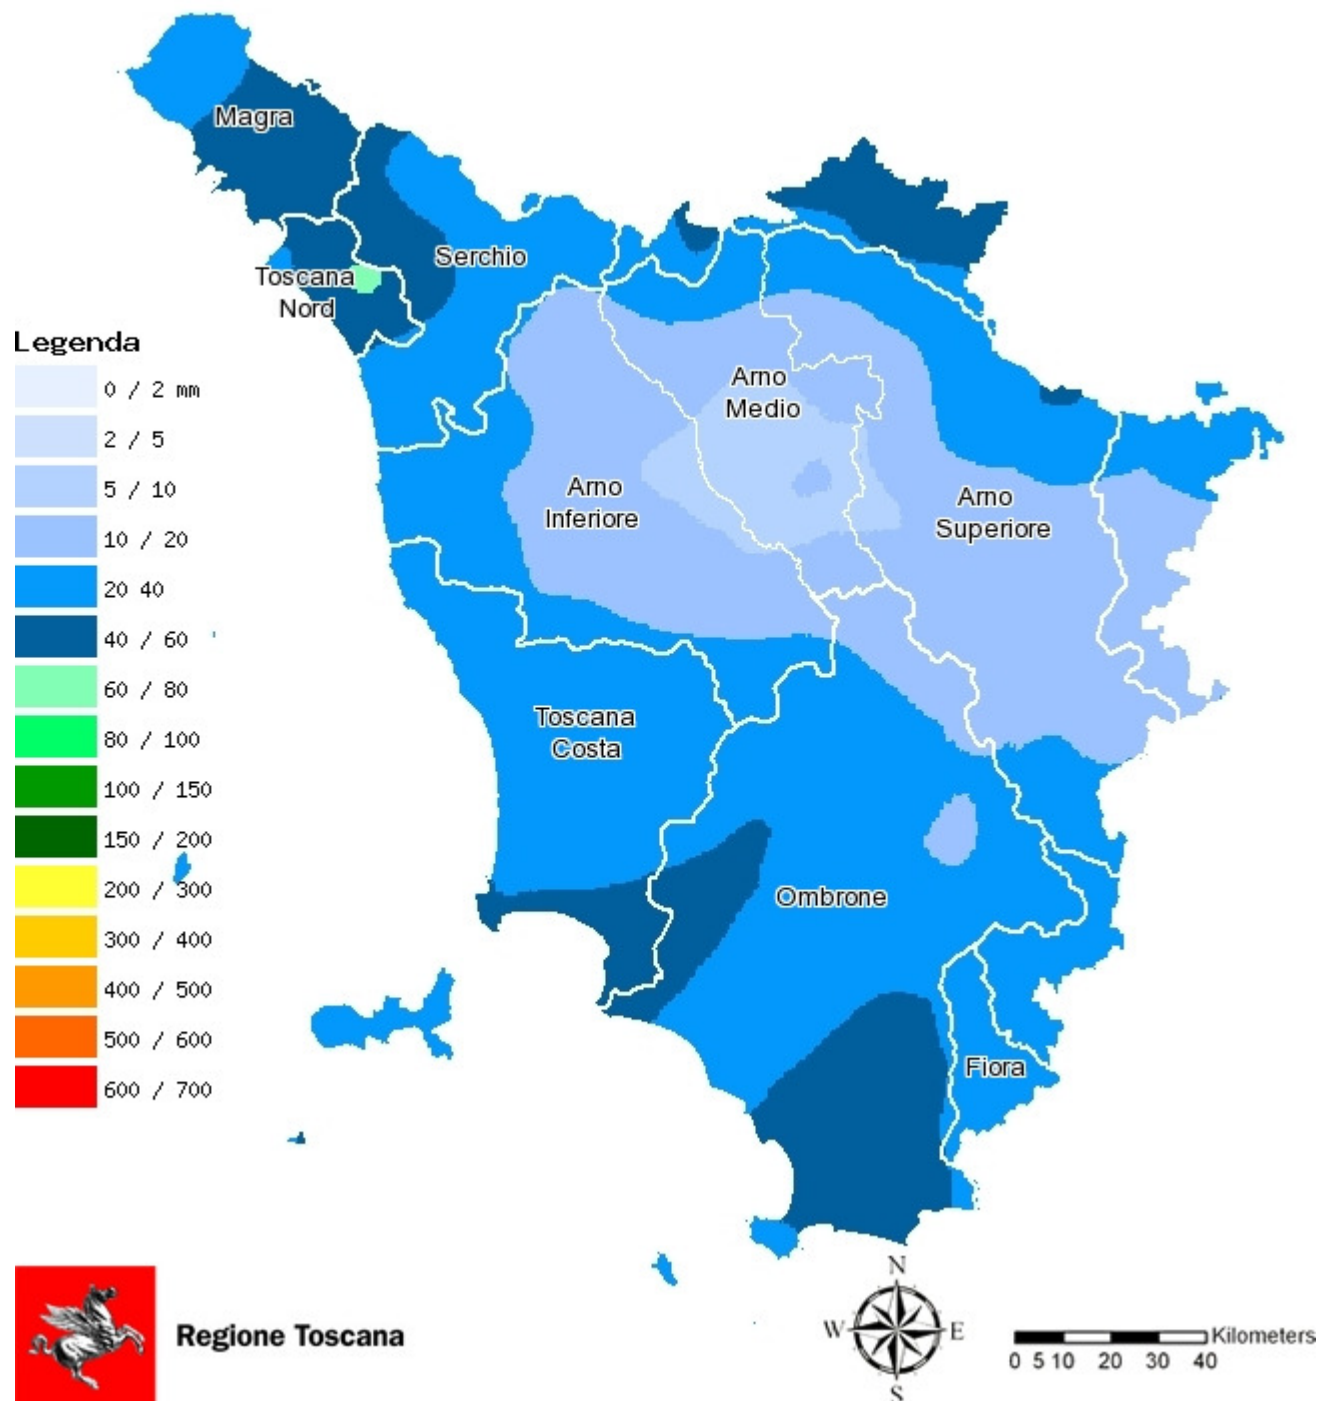 Magra
Serchio
Toscana
Nord
Legenda
0 / 2 mm
2 / 5
5 / 10
10 / 20
20 40
40 / 60
60 / 80
80 / 100
100 / 150
150 / 200
200 / 300
300 / 400
400 / 500
500 / 600
600 / 700
Arno
Medio
Arno
Inferiore
Arno
Superiore
Toscana
Costa
Ombrone
Fiora
Regione Toscana
N
W E
S
Kilometers
0 5 10 20 30 40